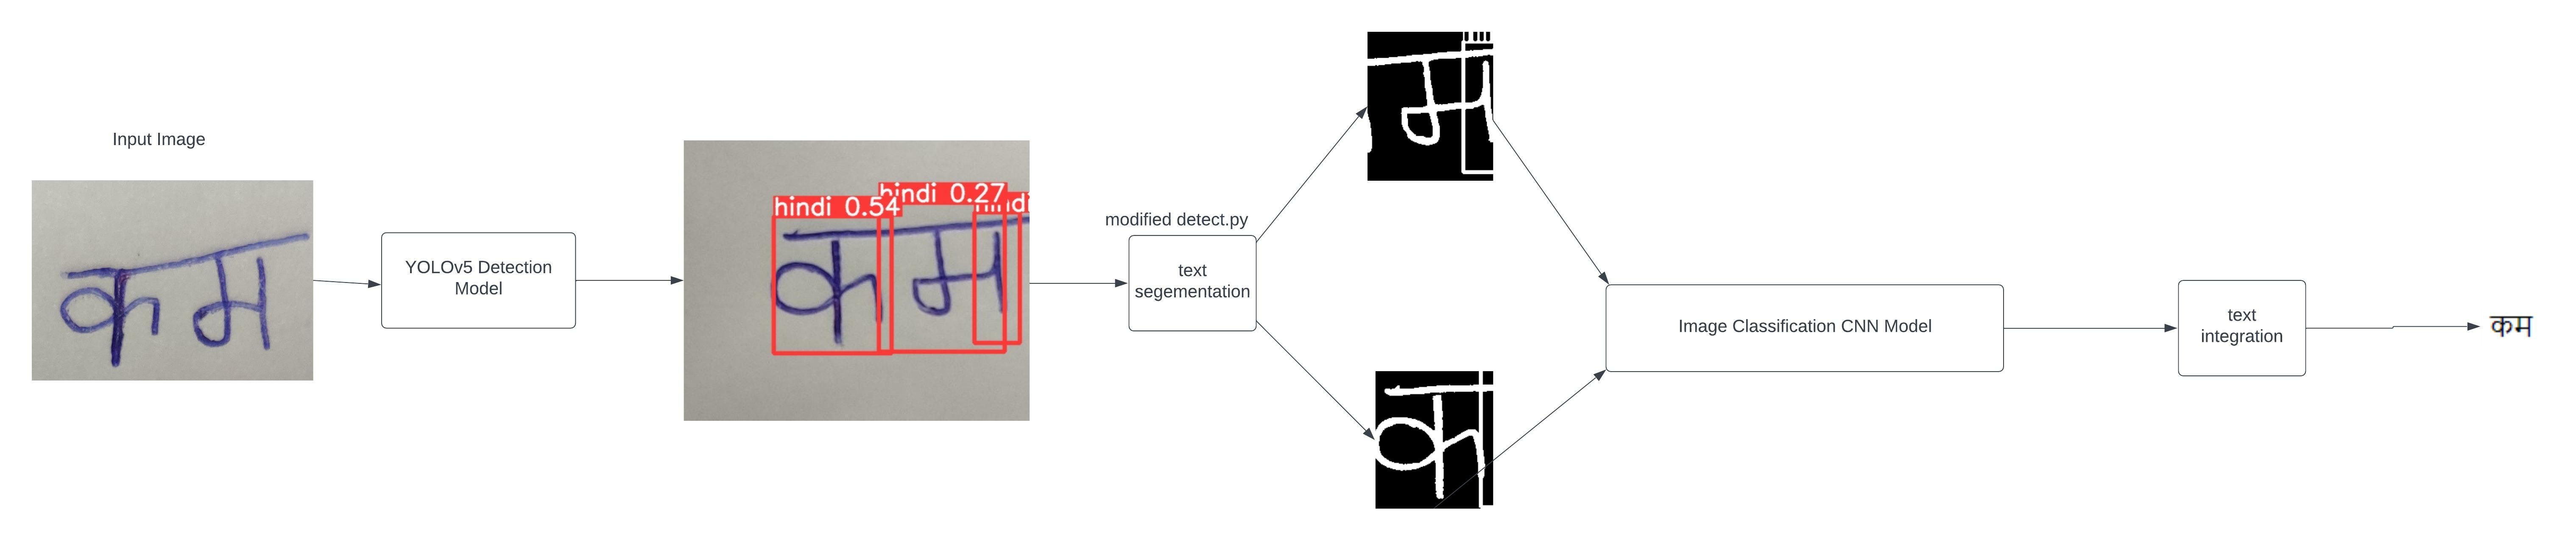 Input Image
कम
YOLOv5 Detection
Model
hindi 0.54
hindi 0.27
कम
modified detect.py
text
segementation
म
क
Image Classification CNN Model
text
integration
कम